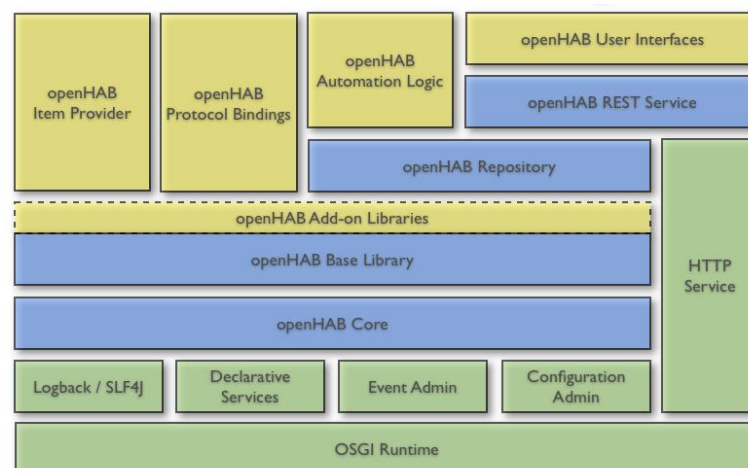 openHAB
Item Provider
openHAB
Protocol Bindings
openHAB
Automation Logic
openHAB User Interfaces
openHAB REST Service
openHAB Repository
openHAB Add-on Libraries
openHAB Base Library
HTTP
Service
openHAB Core
Logback / SLF4J
Declarative
Services
Event Admin
Configuration
Admin
OSGI Runtime